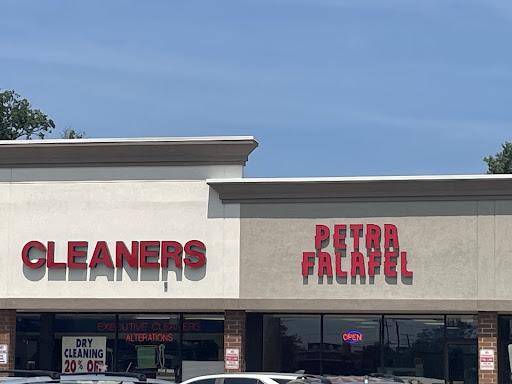 CLEANERS
PETRA
FALAFEL
EXECUTIVE CLEANERS
ALTERATIONS
OPEN
DRY
CLEANING
20% OFF